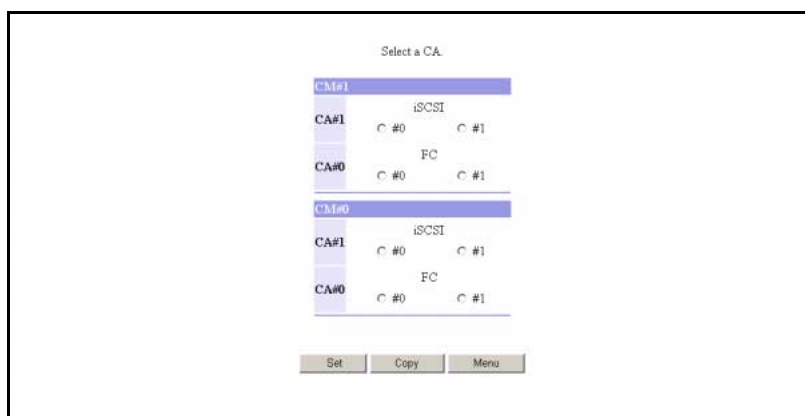 Select a CA.
CM#1
iSCSI
CA#1
#0 #1
FC
CA#0
#0 #1
CM#0
iSCSI
CA#1
#0 #1
FC
CA#0
#0 #1
Set Copy Menu